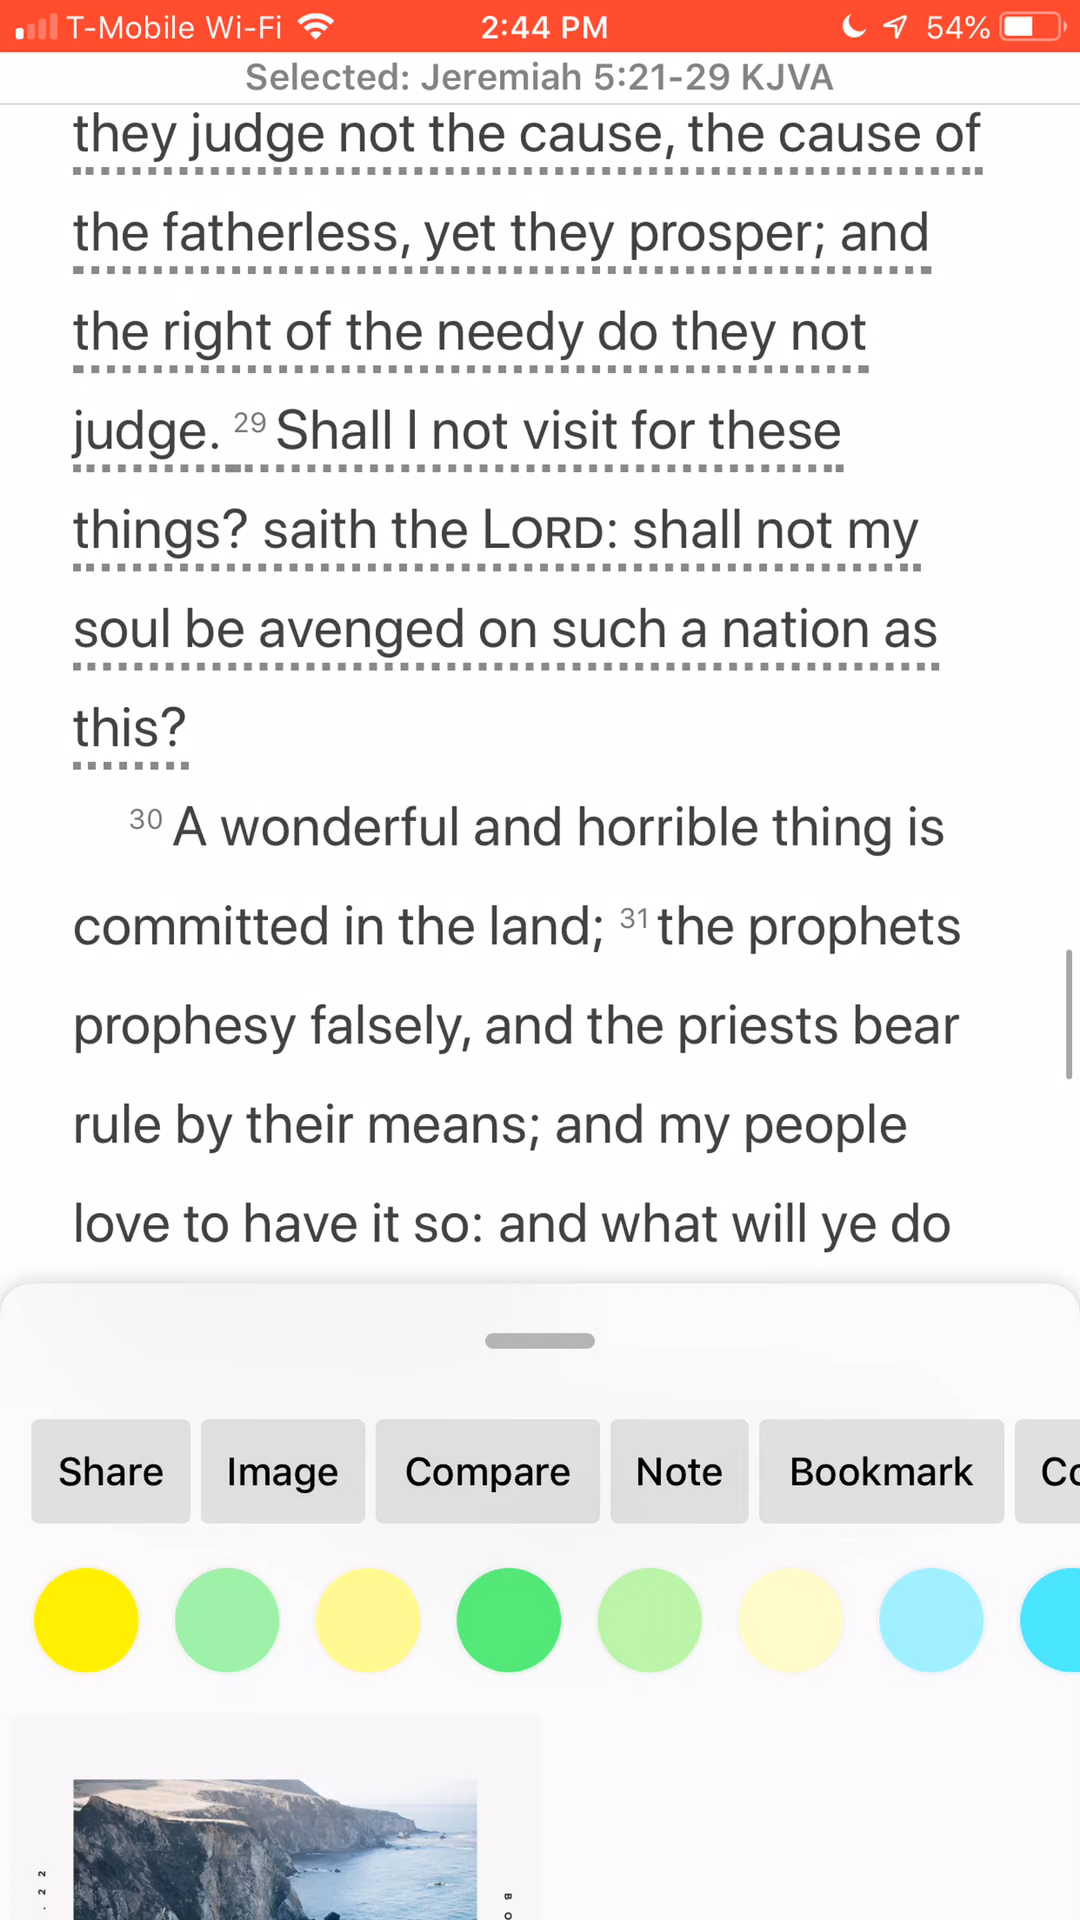 T-Mobile Wi-Fi 2:44 PM 54%
Selected: Jeremiah 5:21-29 KJVA
they judge not the cause, the cause of
the fatherless, yet they prosper; and
the right of the needy do they not
judge. 29 Shall I not visit for these
things? saith the LORD: shall not my
soul be avenged on such a nation as
this?
30 A wonderful and horrible thing is
committed in the land; 31 the prophets
prophesy falsely, and the priests bear
rule by their means; and my people
love to have it so: and what will ye do
Share Image Compare Note Bookmark